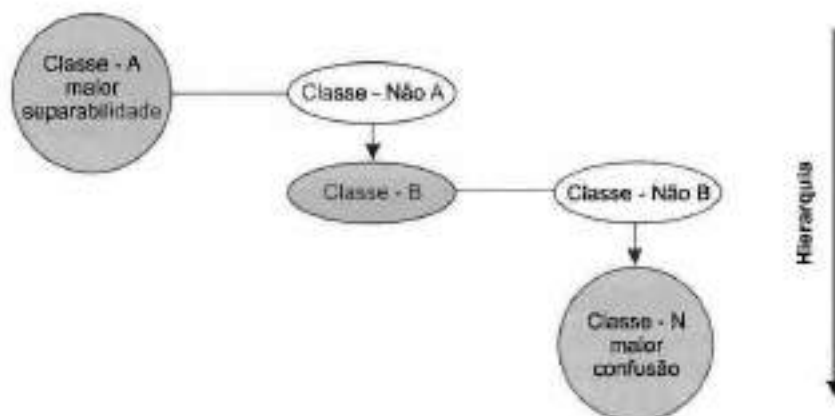 Classe - A
maior
separabilidade
Classe - Não A
Classe - B
Classe - Não B
Classe - N
maior
confusão
Hierarquia